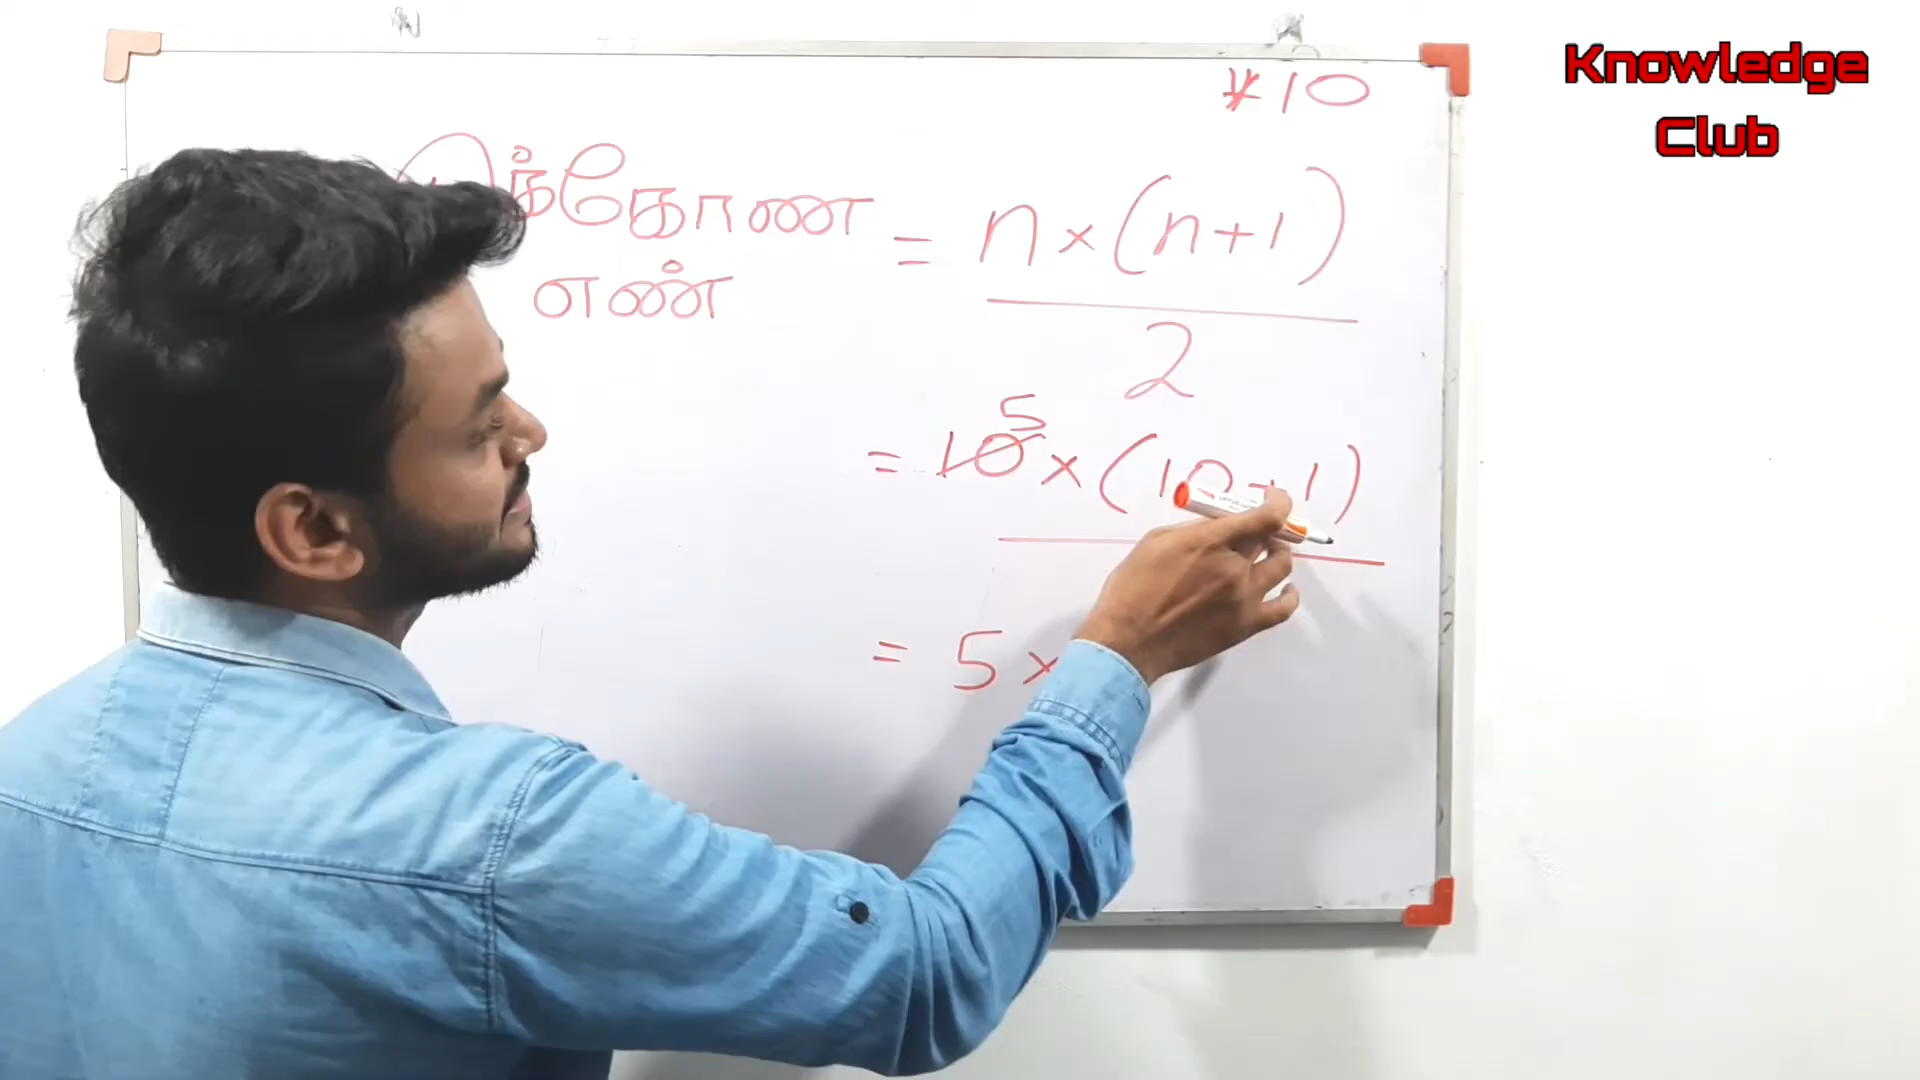 Knowledge
Club
*10
எண்
= n × (n+1)
2
5
= 10 × (10+1)
= 5 ×